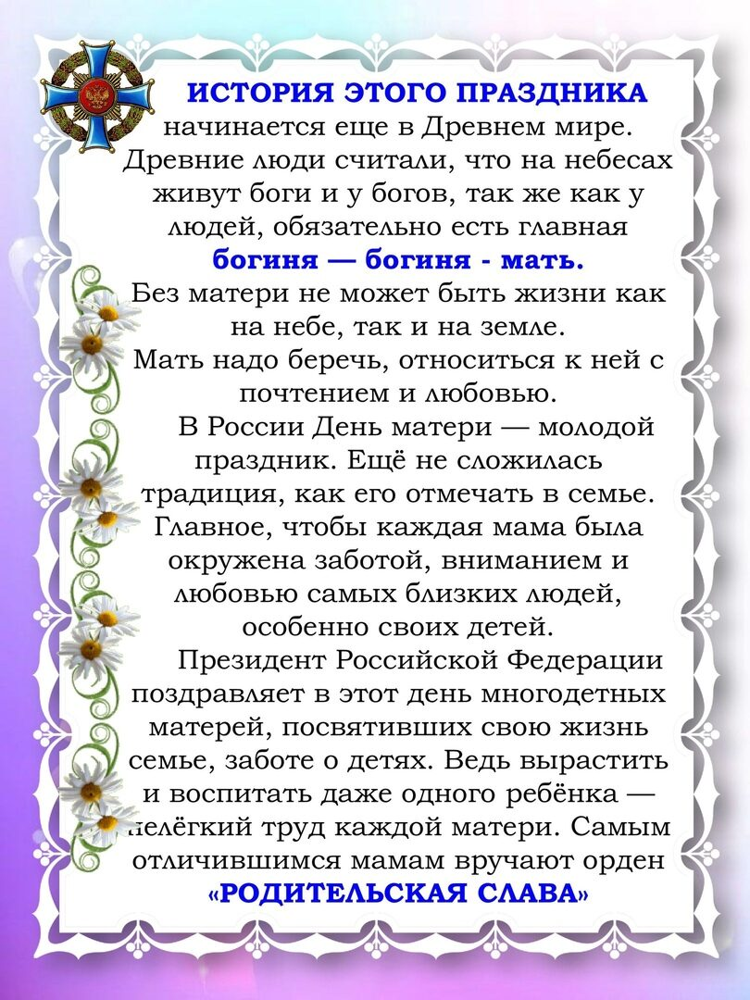 ИСТОРИЯ ЭТОГО ПРАЗДНИКА
начинается еще в Древнем мире.
Древние люди считали, что на небесах
живут боги и у богов, так же как у
людей, обязательно есть главная
богиня — богиня - мать.
Без матери не может быть жизни как
на небе, так и на земле.
Мать надо беречь, относиться к ней с
почтением и любовью.
В России День матери — молодой
праздник. Ещё не сложилась
традиция, как его отмечать в семье.
Главное, чтобы каждая мама была
окружена заботой, вниманием и
любовью самых близких людей,
особенно своих детей.
Президент Российской Федерации
поздравляет в этот день многодетных
матерей, посвятивших свою жизнь
семье, заботе о детях. Ведь вырастить
и воспитать даже одного ребёнка —
нелёгкий труд каждой матери. Самым
отличившимся мамам вручают орден
«РОДИТЕЛЬСКАЯ СЛАВА»